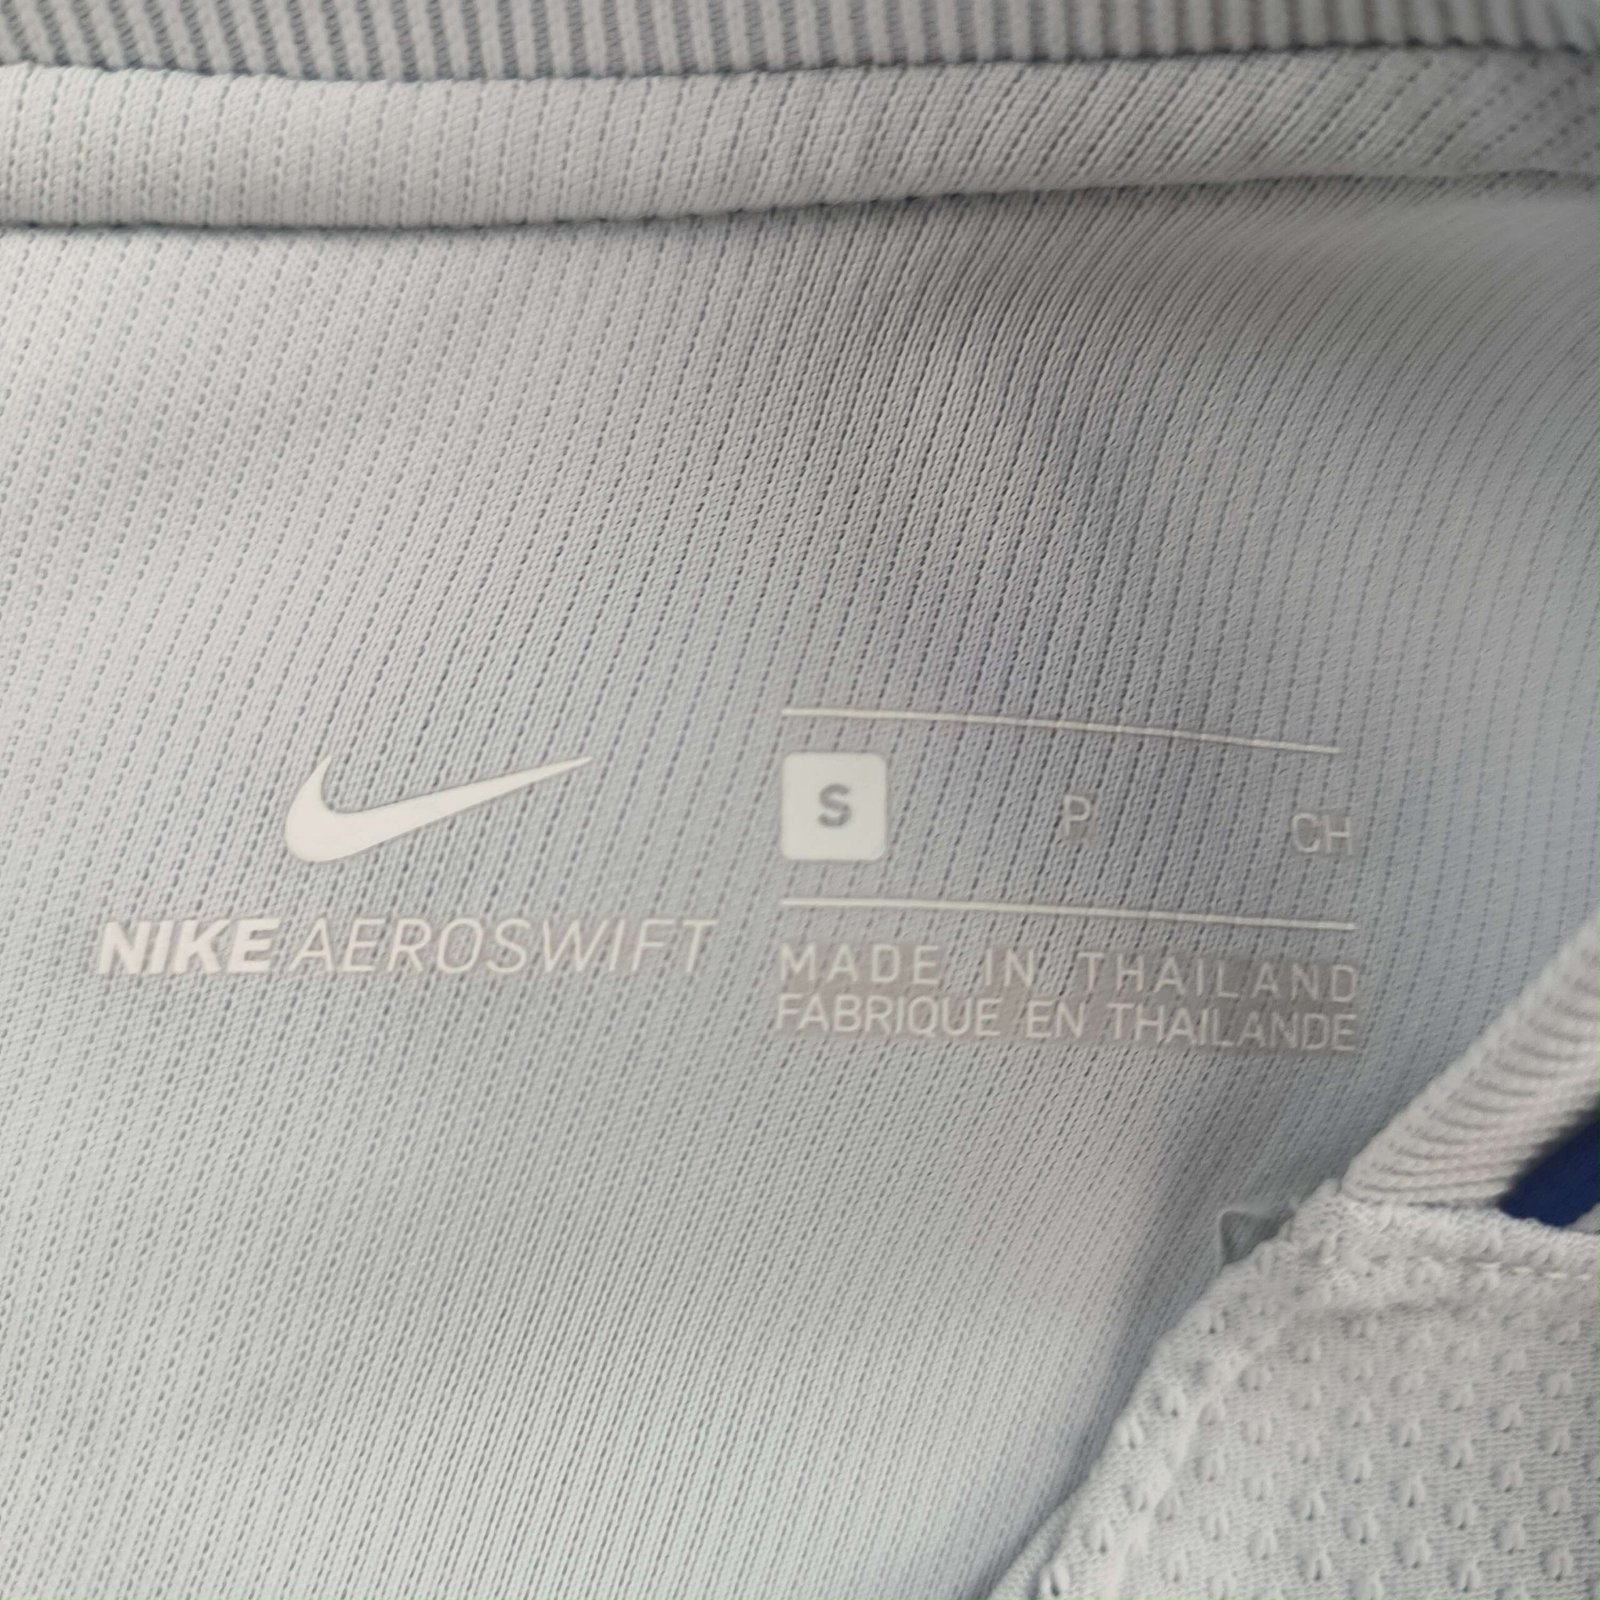 NIKE AEROSWIFT
S P CH
MADE IN THAILAND
FABRIQUE EN THAILANDE